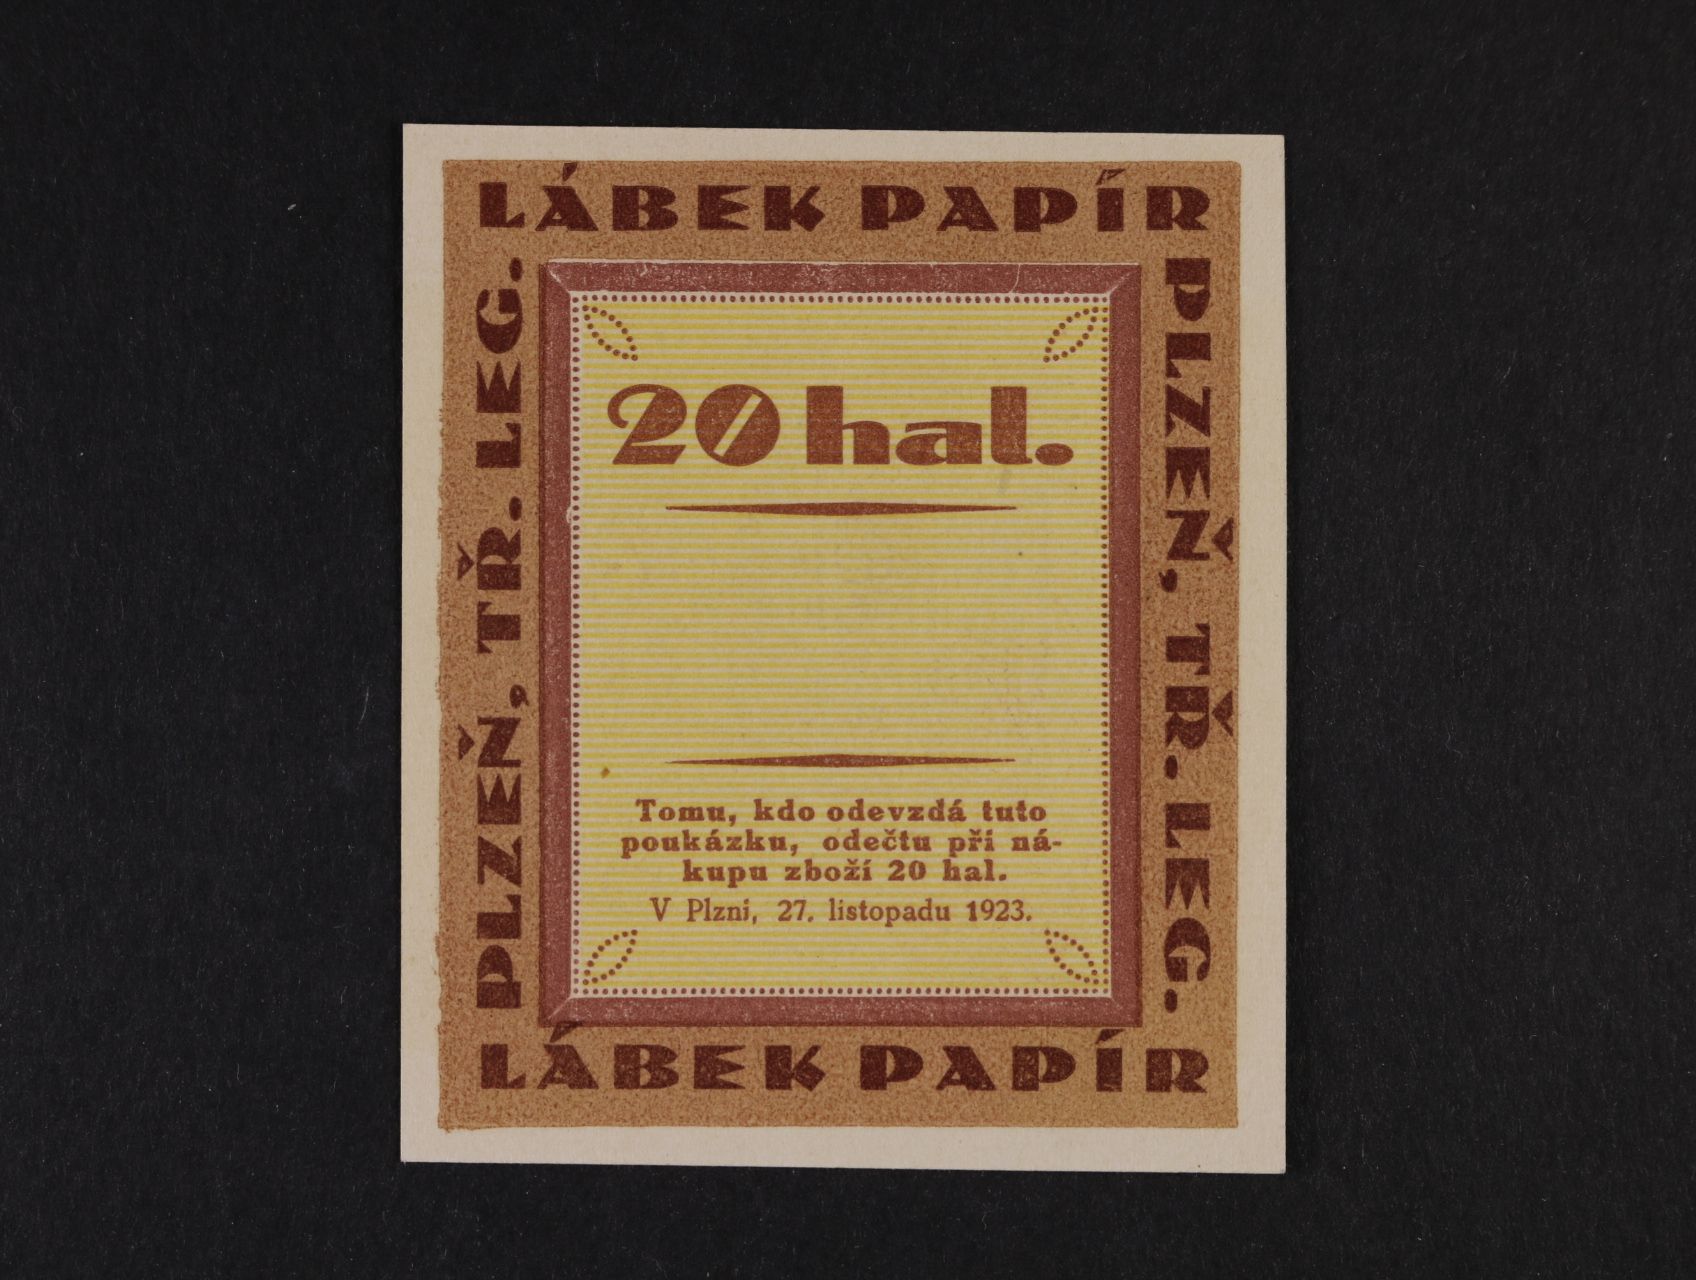 LÁBEK PAPÍR
PLZEŇ, TŘ. LEG.
PLZEŇ, TŘ. LEG.
20 hal.
Tomu, kdo odevzdá tuto
poukázku, odečtu při ná-
kupu zboží 20 hal.
V Plzni, 27. listopadu 1923.
LÁBEK PAPÍR